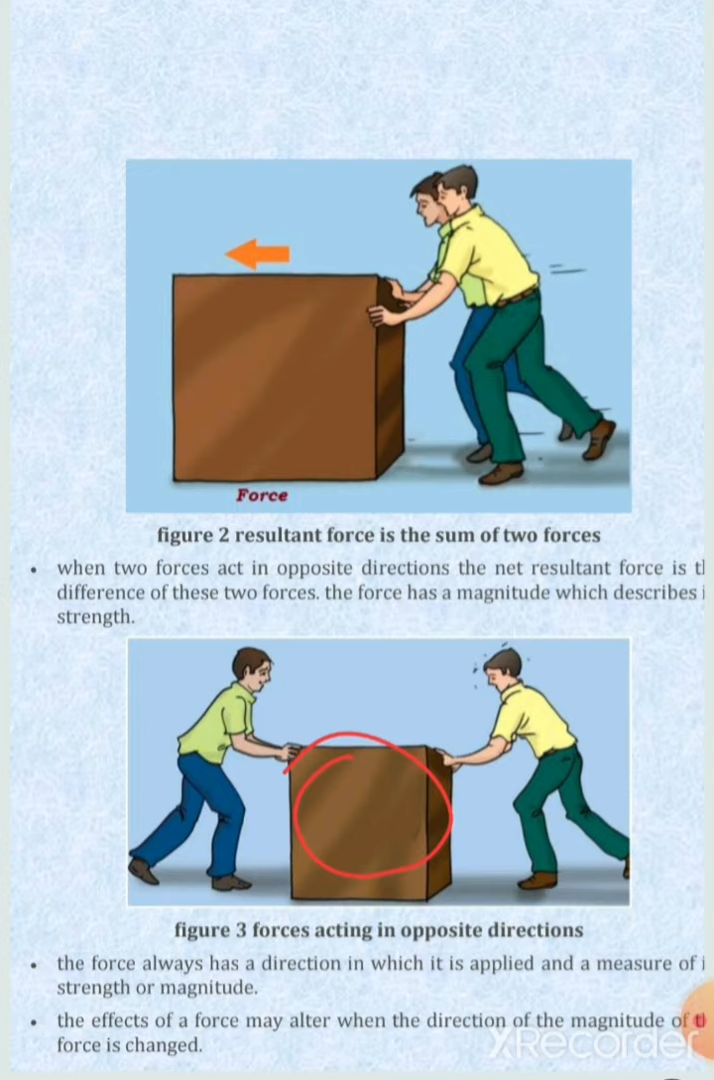 Force
figure 2 resultant force is the sum of two forces
• when two forces act in opposite directions the net resultant force is
difference of these two forces. the force has a magnitude which describes
strength.
figure 3 forces acting in opposite directions
• the force always has a direction in which it is applied and a measure of
strength or magnitude.
• the effects of a force may alter when the direction of the magnitude of
force is changed.
XRecorder